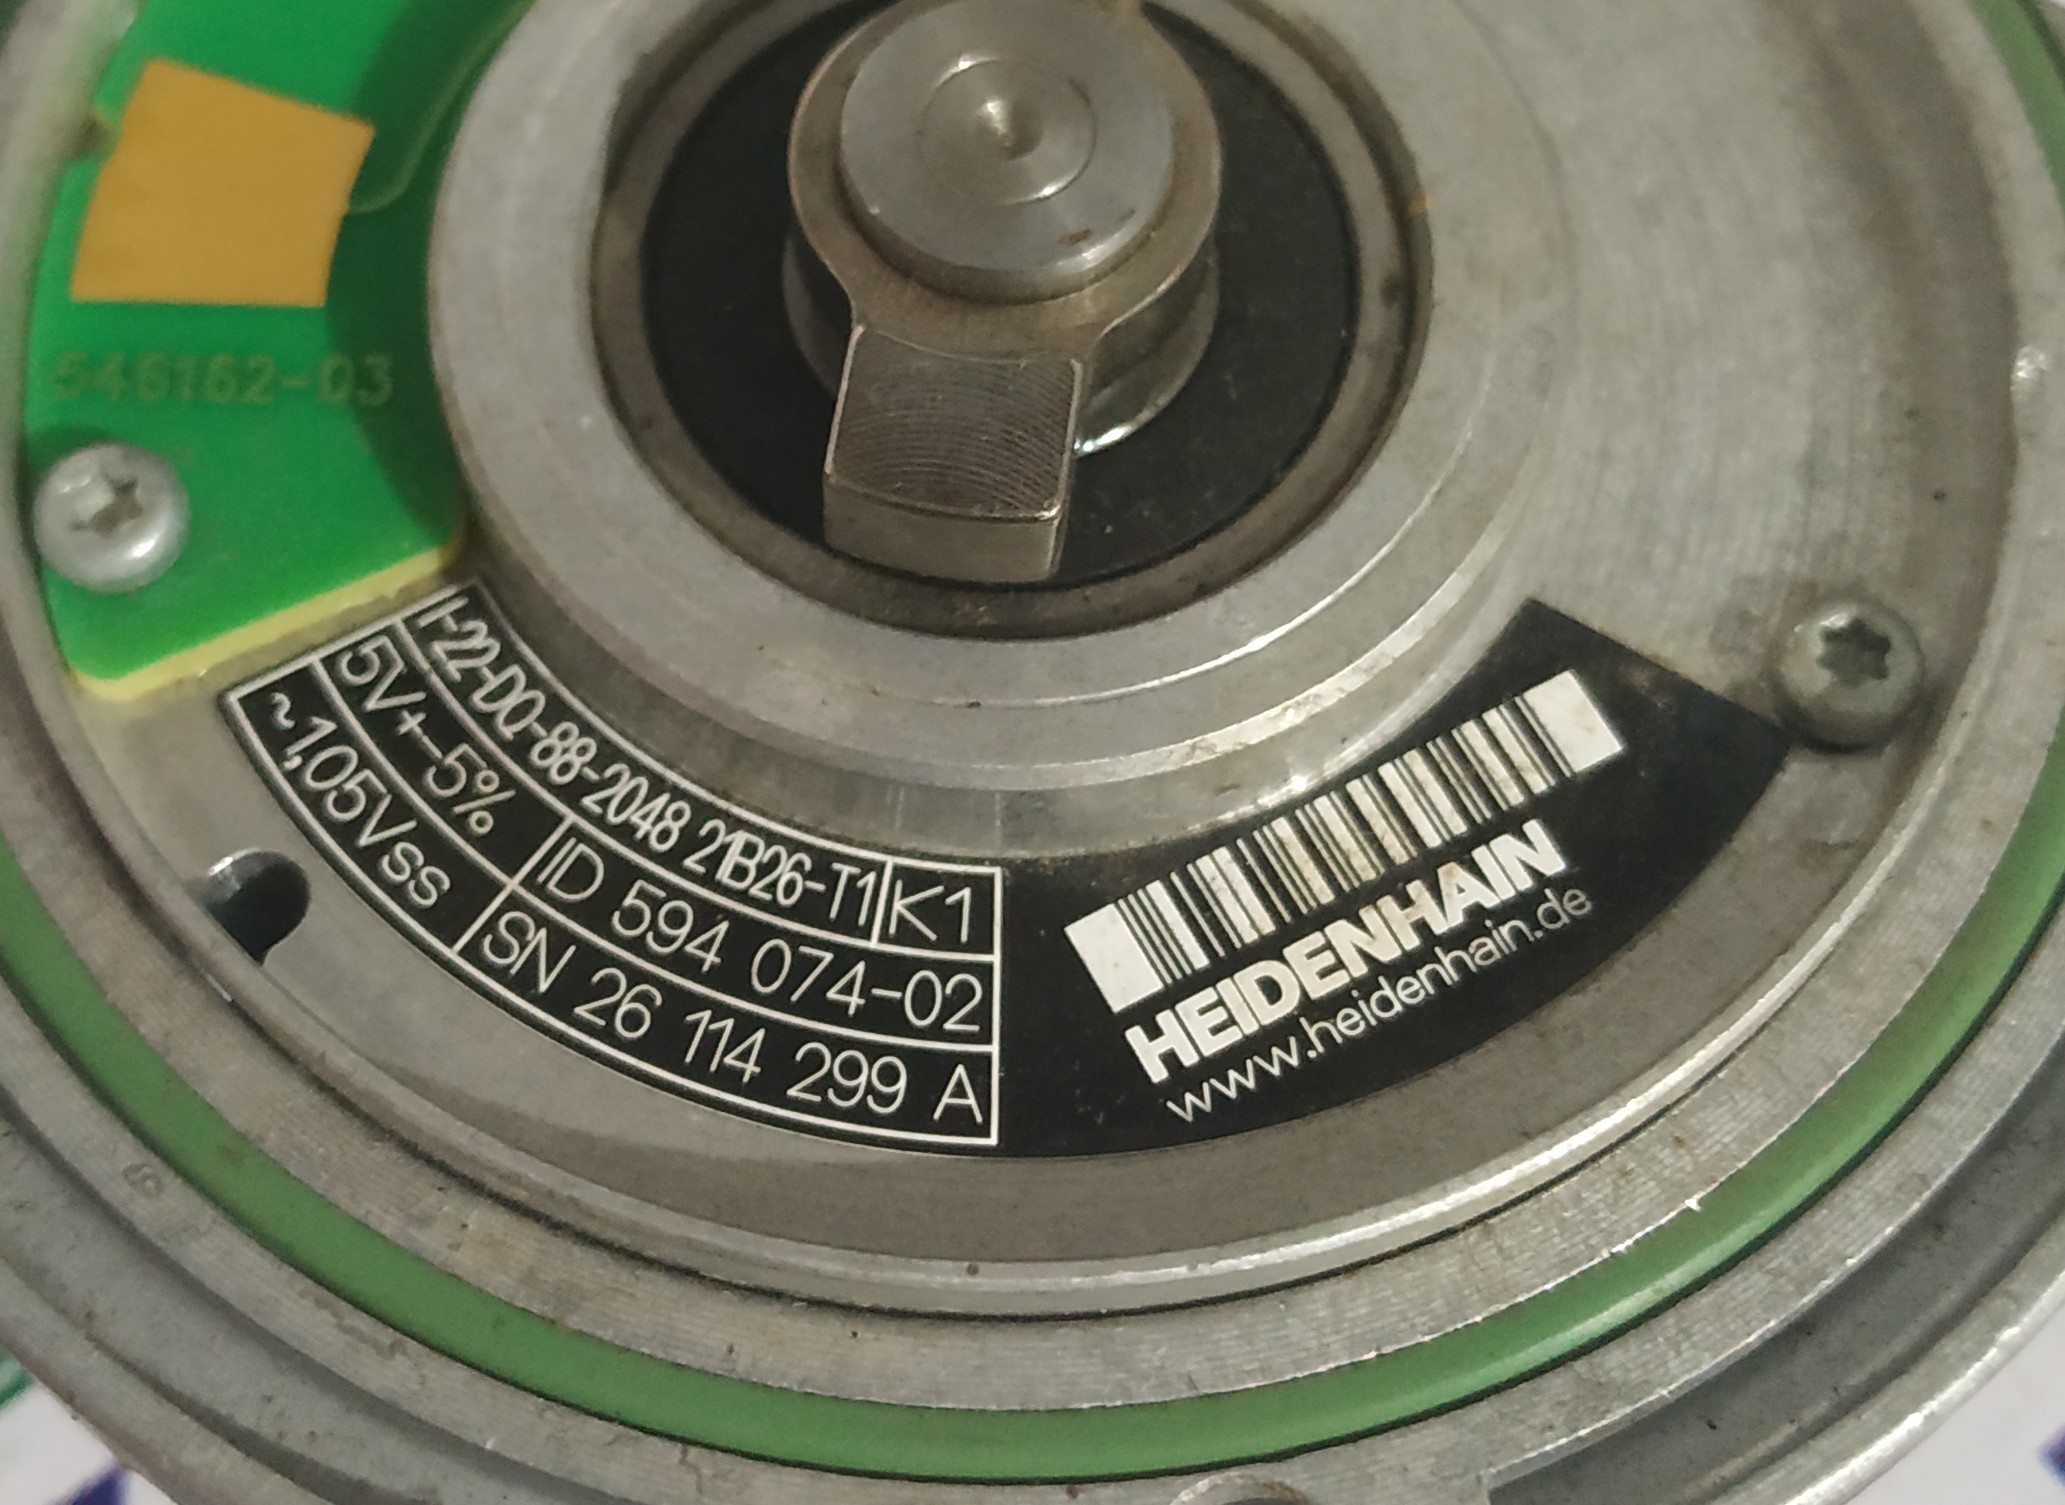 546162-03
1-22-DQ-88-2048 21B26-T1 K1
5V+-5% ID 594 074-02
~1,05Vss SN 26 114 299 A
HEIDENHAIN
www.heidenhain.de